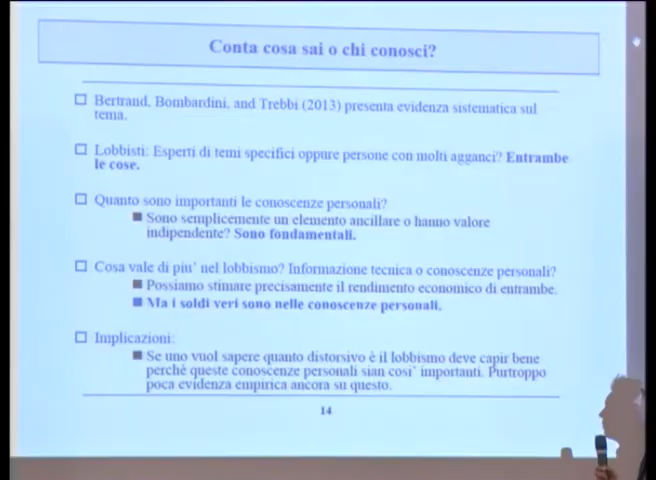 Conta cosa sai o chi conosci?
Bertrand, Bombardini, and Trebbi (2013) presenta evidenza sistematica sul
tema.
Lobbisti: Esperti di temi specifici oppure persone con molti agganci? Entrambe
le cose.
Quanto sono importanti le conoscenze personali?
Sono semplicemente un elemento ancillare o hanno valore
indipendente? Sono fondamentali.
Cosa vale di piu' nel lobbismo? Informazione tecnica o conoscenze personali?
Possiamo stimare precisamente il rendimento economico di entrambe.
Ma i soldi veri sono nelle conoscenze personali.
Implicazioni:
Se uno vuol sapere quanto distorsivo è il lobbismo deve capir bene
perché queste conoscenze personali sian cosi' importanti. Purtroppo
poca evidenza empirica ancora su questo.
14